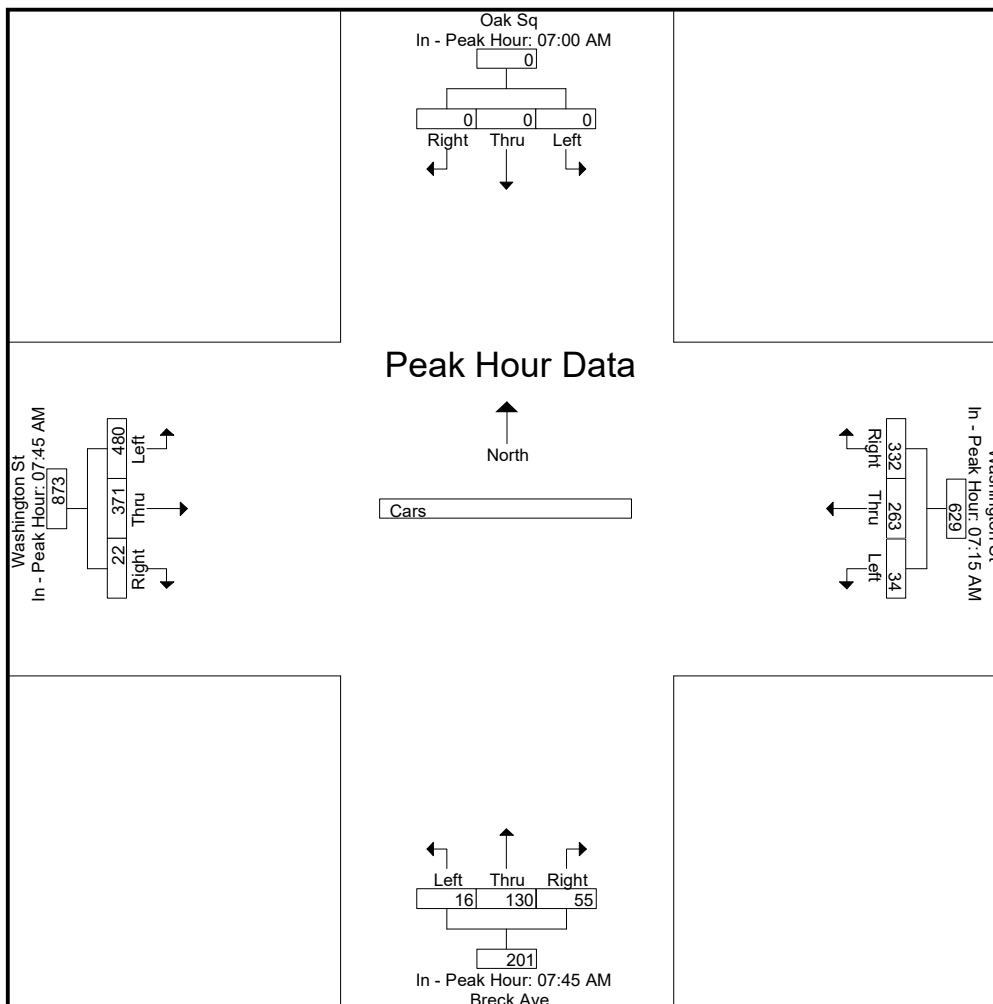 Oak Sq
In - Peak Hour: 07:00 AM
0
0 0 0
Right Thru Left
Peak Hour Data
North
Cars
Washington St
In - Peak Hour: 07:45 AM
873
480 371 22
Left Thru Right
Right Thru Left
332 263 34
629
In - Peak Hour: 07:15 AM
Washington St
Left Thru Right
16 130 55
201
In - Peak Hour: 07:45 AM
Breck Ave